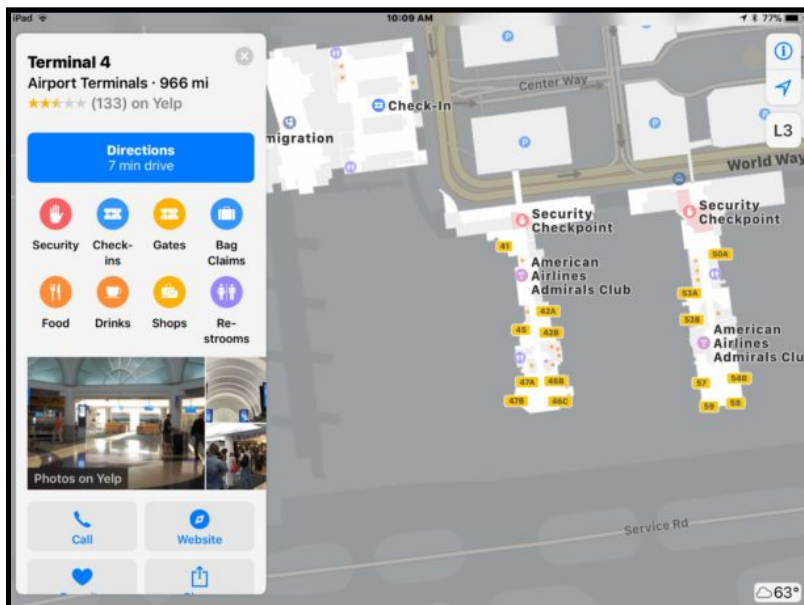 iPad
10:09 AM
77%
Terminal 4
Airport Terminals · 966 mi
(133) on Yelp
Directions
7 min drive
Security
Check-
ins
Gates
Bag
Claims
Food
Drinks
Shops
Re-
strooms
Photos on Yelp
Call
Website
migration
Check-In
Center Way
World Way
L3
Security
Checkpoint
41
American
Airlines
Admirals Club
42A
45
42B
47A
46B
47B
46C
Security
Checkpoint
50A
53A
53B
American
Airlines
Admirals Clu
57
54B
59
58
Service Rd
63°